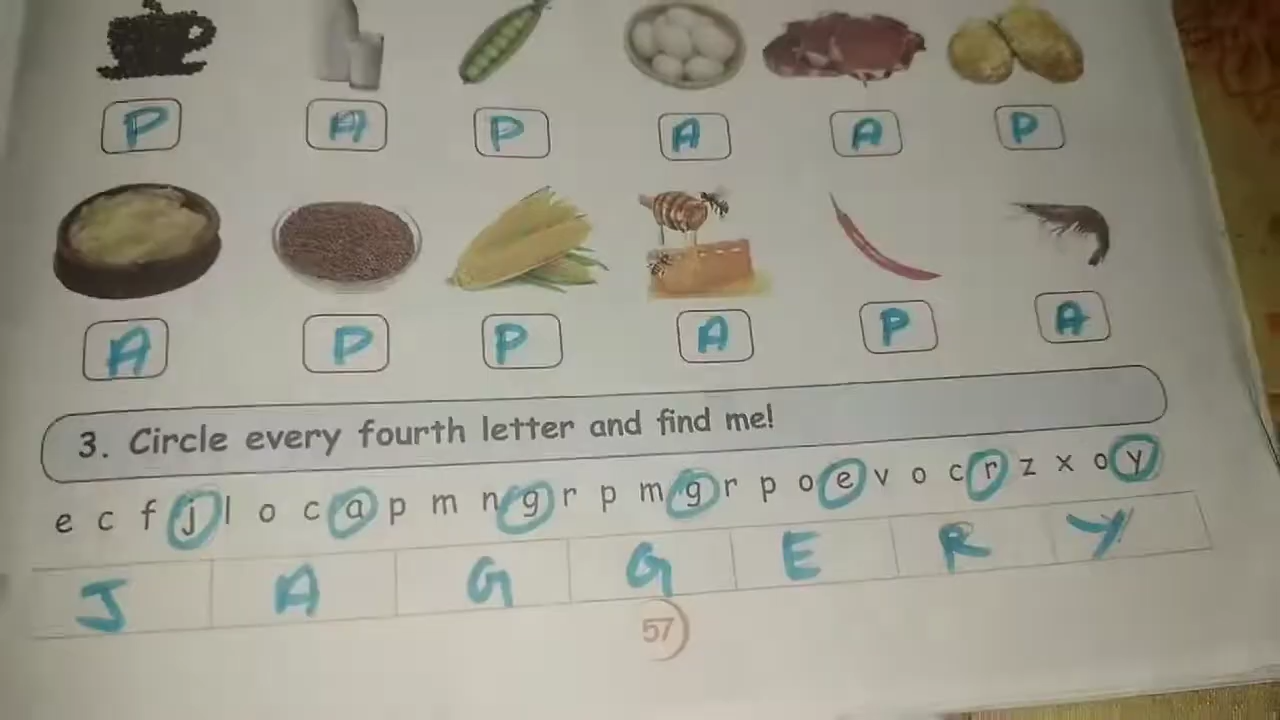 P A P A A P
A P P A P A
3. Circle every fourth letter and find me!
e c f j l o c a p m n g r p m g r p o e v o c r z x o y
J A G G E R Y
57